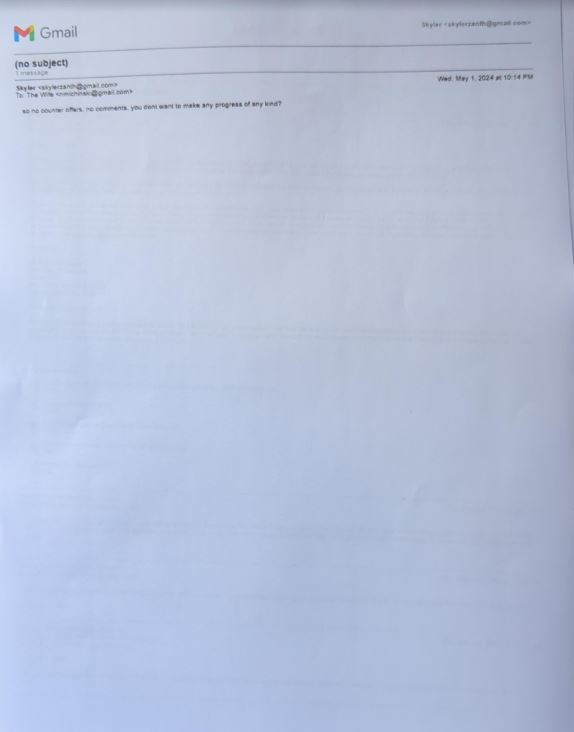 Gmail
Skyler <skylerzanth@gmail.com>
(no subject)
1 message
Skyler <skylerzanth@gmail.com>
Wed, May 1, 2024 at 10:14 PM
To: The Wife <nmichinski@gmail.com>
so no counter offers, no comments, you dont want to make any progress of any kind?